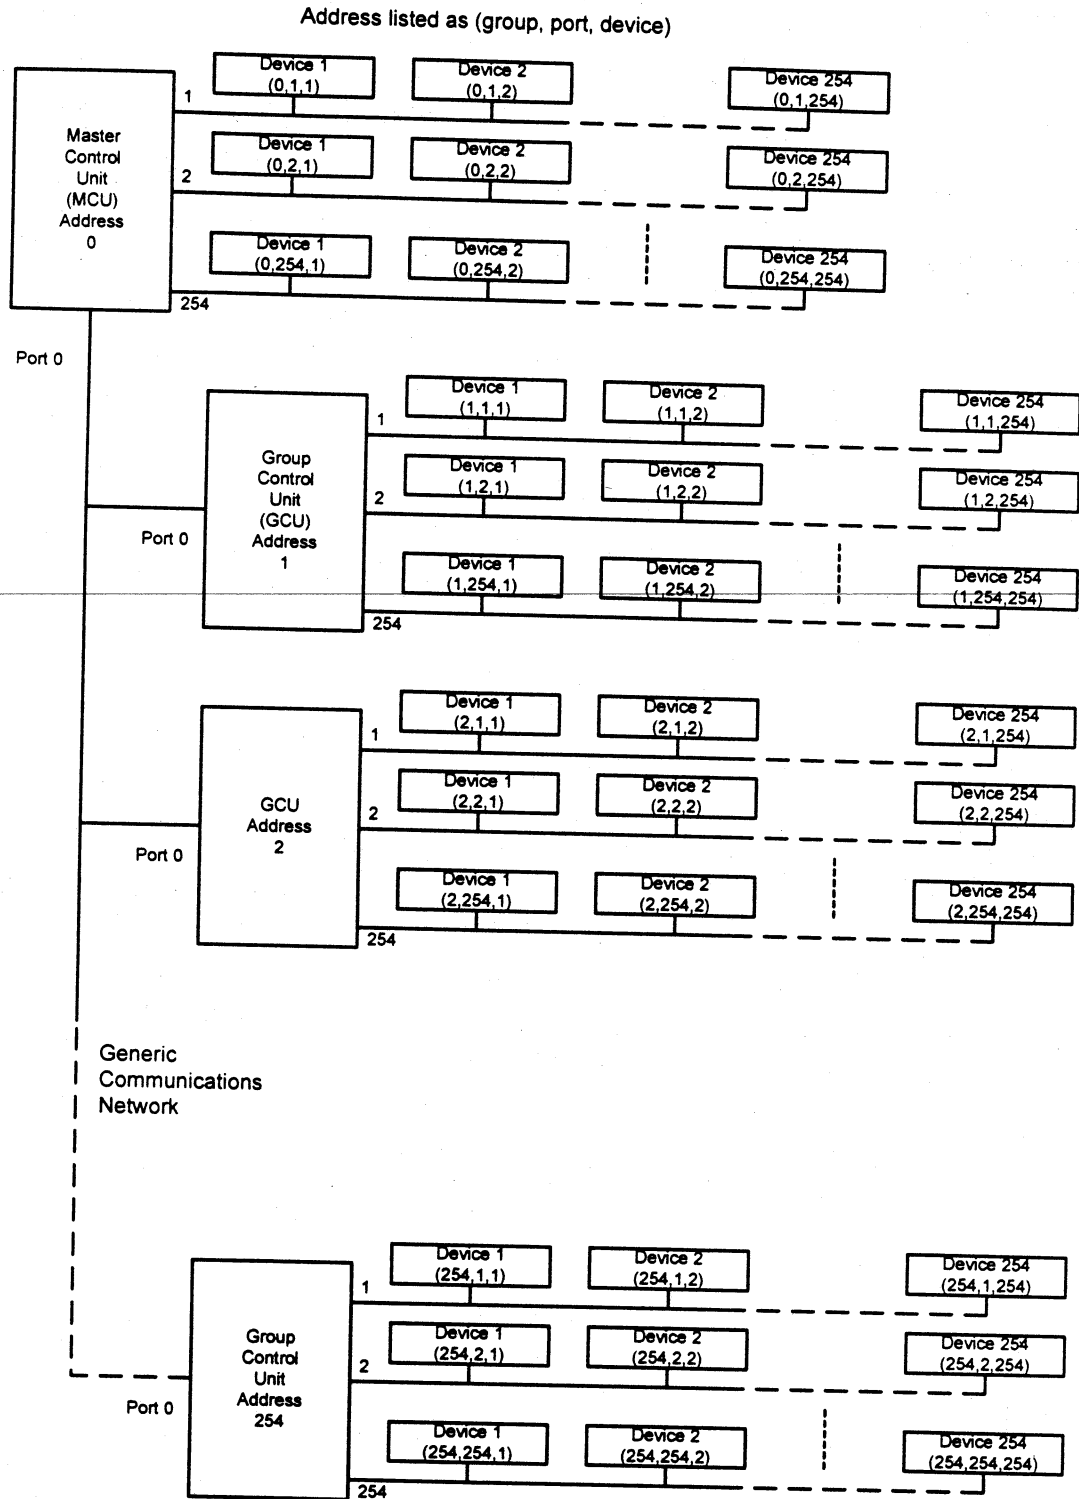 Address listed as (group, port, device)
Master
Control
Unit
(MCU)
Address
0
1
Device 1
(0,1,1)
Device 2
(0,1,2)
Device 254
(0,1,254)
2
Device 1
(0,2,1)
Device 2
(0,2,2)
Device 254
(0,2,254)
254
Device 1
(0,254,1)
Device 2
(0,254,2)
Device 254
(0,254,254)
Port 0
Port 0
Group
Control
Unit
(GCU)
Address
1
1
Device 1
(1,1,1)
Device 2
(1,1,2)
Device 254
(1,1,254)
2
Device 1
(1,2,1)
Device 2
(1,2,2)
Device 254
(1,2,254)
254
Device 1
(1,254,1)
Device 2
(1,254,2)
Device 254
(1,254,254)
Port 0
GCU
Address
2
1
Device 1
(2,1,1)
Device 2
(2,1,2)
Device 254
(2,1,254)
2
Device 1
(2,2,1)
Device 2
(2,2,2)
Device 254
(2,2,254)
254
Device 1
(2,254,1)
Device 2
(2,254,2)
Device 254
(2,254,254)
Generic
Communications
Network
Port 0
Group
Control
Unit
Address
254
1
Device 1
(254,1,1)
Device 2
(254,1,2)
Device 254
(254,1,254)
2
Device 1
(254,2,1)
Device 2
(254,2,2)
Device 254
(254,2,254)
254
Device 1
(254,254,1)
Device 2
(254,254,2)
Device 254
(254,254,254)